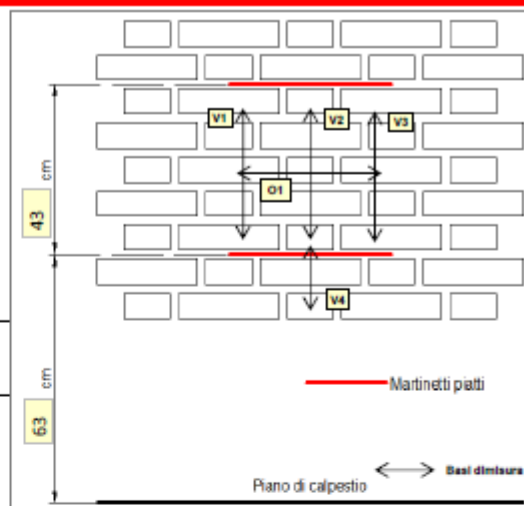 V1
V2
V3
O1
43
cm
V4
63
cm
Martinetti piatti
Basi dimisura
Piano di calpestio